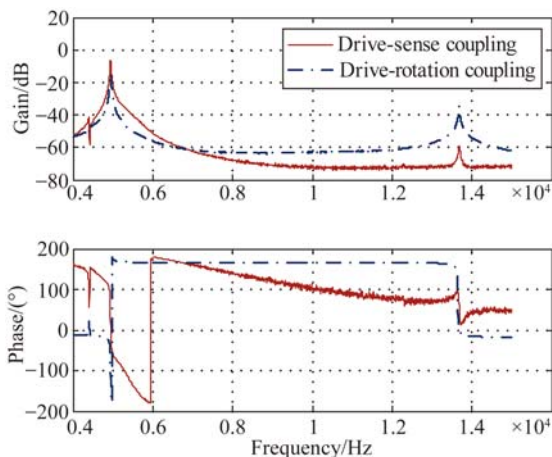 20
0
−20
−40
−60
−80
Gain/dB
Drive-sense coupling
Drive-rotation coupling
0.4 0.6 0.8 1 1.2 1.4 ×10⁴
200
100
0
−100
−200
Phase/(°)
0.4 0.6 0.8 1 1.2 1.4 ×10⁴
Frequency/Hz